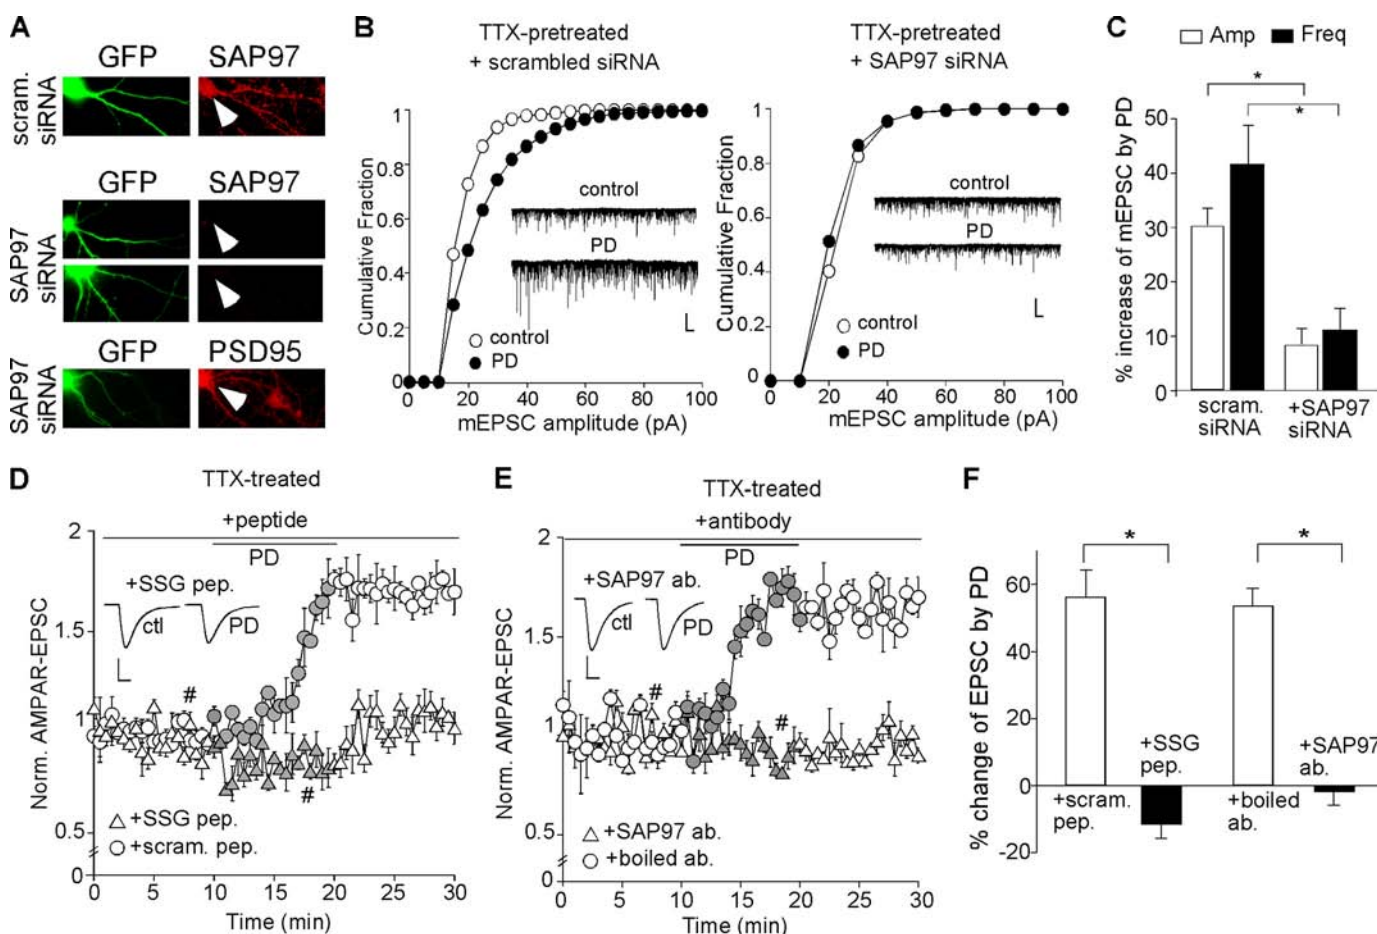 A
GFP
SAP97
scram.
siRNA
GFP
SAP97
SAP97
siRNA
GFP
PSD95
SAP97
siRNA
B
TTX-pretreated
+ scrambled siRNA
Cumulative Fraction
1
0.8
0.6
0.4
0.2
0
control
PD
control
PD
0
20
40
60
80
100
mEPSC amplitude (pA)
TTX-pretreated
+ SAP97 siRNA
Cumulative Fraction
1
0.8
0.6
0.4
0.2
0
control
PD
control
PD
0
20
40
60
80
100
mEPSC amplitude (pA)
C
Amp
Freq
*
*
% increase of mEPSC by PD
50
40
30
20
10
0
scram.
siRNA
+SAP97
siRNA
D
TTX-treated
+peptide
PD
+SSG pep.
ctl
PD
#
#
Norm. AMPAR-EPSC
2
1.5
1
0.5
0
+SSG pep.
+scram. pep.
0
5
10
15
20
25
30
Time (min)
E
TTX-treated
+antibody
PD
+SAP97 ab.
ctl
PD
#
#
Norm. AMPAR-EPSC
2
1.5
1
0.5
0
+SAP97 ab.
+boiled ab.
0
5
10
15
20
25
30
Time (min)
F
*
*
% change of EPSC by PD
60
40
20
0
-20
+scram.
pep.
+SSG
pep.
+boiled
ab.
+SAP97
ab.